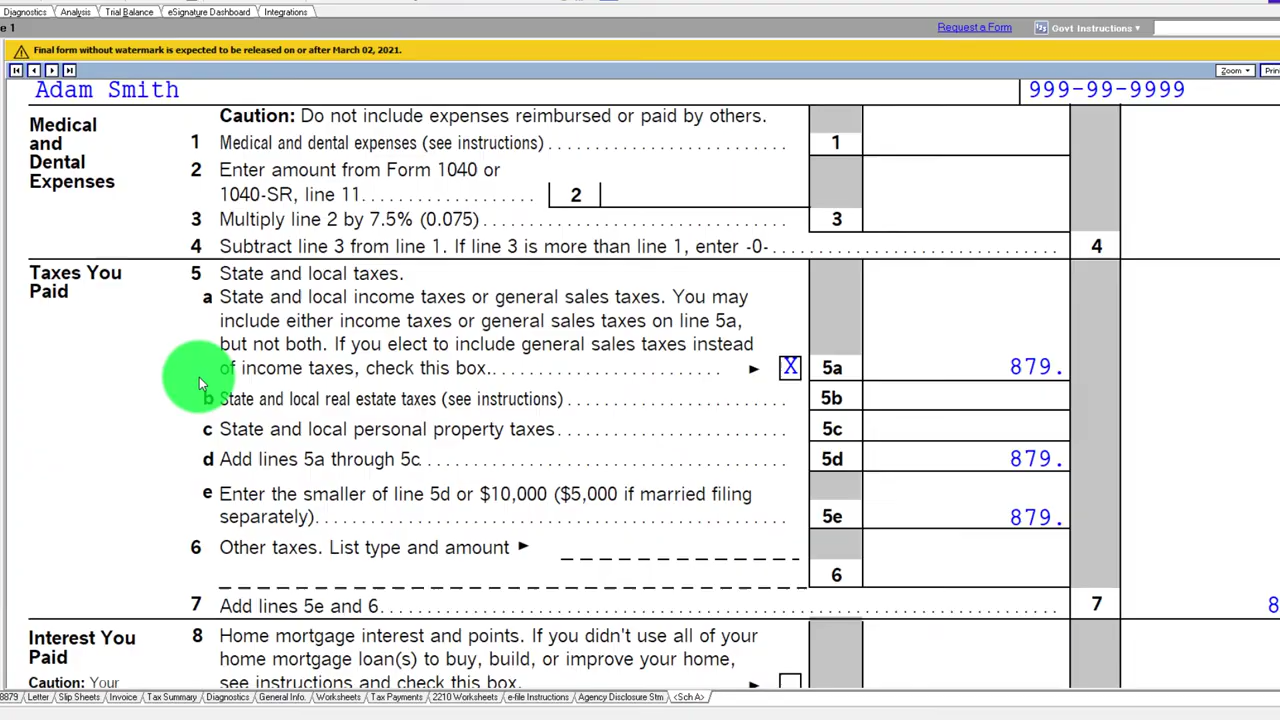 Diagnostics Analysis Trial Balance eSignature Dashboard Integrations
e 1 Request a Form Govt Instructions
Final form without watermark is expected to be released on or after March 02, 2021.
Zoom Prin
Adam Smith 999-99-9999
Medical and Dental Expenses
Caution: Do not include expenses reimbursed or paid by others.
1 Medical and dental expenses (see instructions) 1
2 Enter amount from Form 1040 or
1040-SR, line 11 2
3 Multiply line 2 by 7.5% (0.075) 3
4 Subtract line 3 from line 1. If line 3 is more than line 1, enter -0- 4
Taxes You Paid
5 State and local taxes.
a State and local income taxes or general sales taxes. You may
include either income taxes or general sales taxes on line 5a,
but not both. If you elect to include general sales taxes instead
of income taxes, check this box. X 5a 879.
b State and local real estate taxes (see instructions) 5b
c State and local personal property taxes 5c
d Add lines 5a through 5c 5d 879.
e Enter the smaller of line 5d or $10,000 ($5,000 if married filing
separately) 5e 879.
6 Other taxes. List type and amount
6
7 Add lines 5e and 6 7 8
Interest You Paid
Caution: Your
8 Home mortgage interest and points. If you didn't use all of your
home mortgage loan(s) to buy, build, or improve your home,
see instructions and check this box.
8879 Letter Slip Sheets Invoice Tax Summary Diagnostics General Info. Worksheets Tax Payments 2210 Worksheets e-file Instructions Agency Disclosure Stm <Sch A>